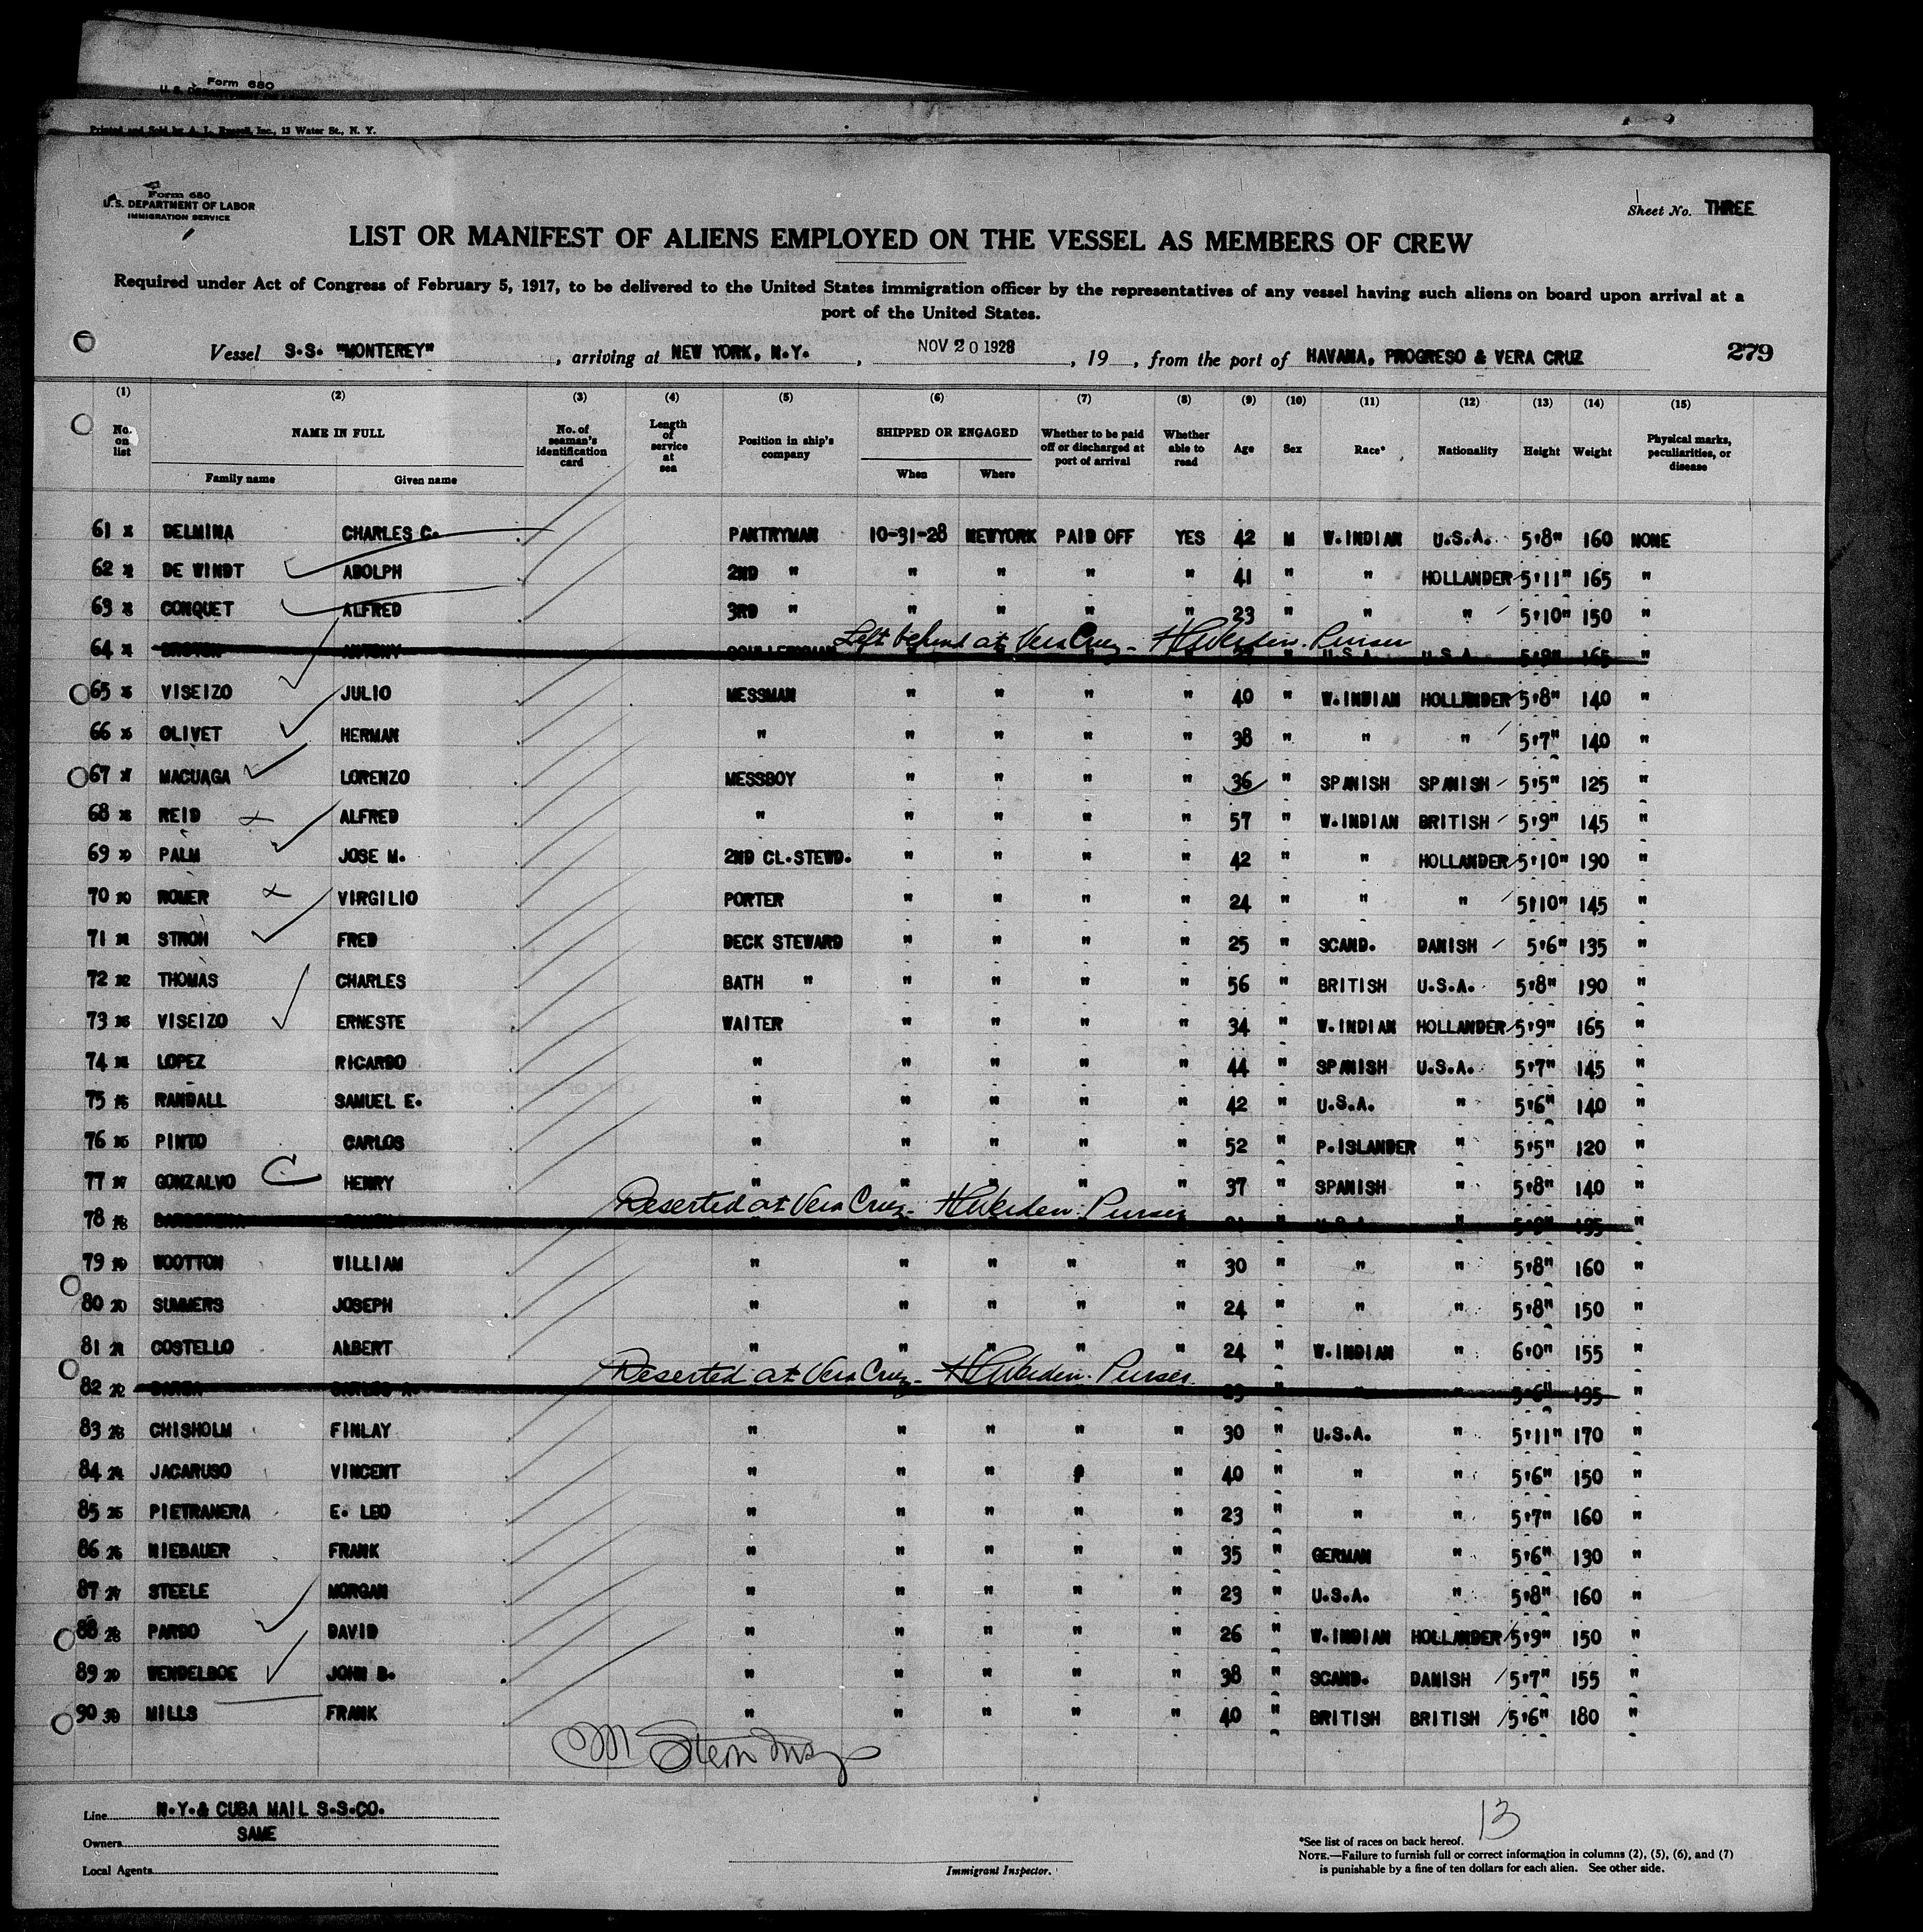 Form 680
Printed and Sold by A. L. Russell, Inc., 13 Water St., N. Y.
Form 680
U.S. DEPARTMENT OF LABOR
IMMIGRATION SERVICE
Sheet No. THREE
LIST OR MANIFEST OF ALIENS EMPLOYED ON THE VESSEL AS MEMBERS OF CREW
Required under Act of Congress of February 5, 1917, to be delivered to the United States immigration officer by the representatives of any vessel having such aliens on board upon arrival at a
port of the United States.
Vessel S.S. "MONTEREY", arriving at NEW YORK, N.Y., NOV 20 1928, 19 , from the port of HAVANA, PROGRESO & VERA CRUZ 279
(1) (2) (3) (4) (5) (6) (7) (8) (9) (10) (11) (12) (13) (14) (15)
No. on list NAME IN FULL No. of seaman's identification card Length of service at sea Position in ship's company SHIPPED OR ENGAGED Whether to be paid off or discharged at port of arrival Whether able to read Age Sex Race* Nationality Height Weight Physical marks, peculiarities, or disease
Family name Given name When Where
61 DELMINA CHARLES C. PANTRYMAN 10-31-28 NEWYORK PAID OFF YES 42 M W.INDIAN U.S.A. 5'8" 160 NONE
62 DE WINDT ADOLPH 2ND " " " " " 41 " " HOLLANDER 5'11" 165 "
63 CONQUET ALFRED 3RD " " " " " 23 " " " 5'10" 150 "
Left behind at Vera Cruz - Purser
64 ANTONY " U.S.A. U.S.A. 165 "
65 VISEIZO JULIO MESSMAN " " " " 40 " W.INDIAN HOLLANDER 5'8" 140 "
66 OLIVET HERMAN " " " " " 38 " " " 5'7" 140 "
67 MACUAGA LORENZO MESSBOY " " " " 36 " SPANISH SPANISH 5'5" 125 "
68 REID ALFRED " " " " " 57 " W.INDIAN BRITISH 5'9" 145 "
69 PALM JOSE M. 2ND CL.STEWD. " " " " 42 " " HOLLANDER 5'10" 190 "
70 ROMER VIRGILIO PORTER " " " " 24 " " " 5'10" 145 "
71 STROH FRED DECK STEWARD " " " " 25 " SCAND. DANISH 5'6" 135 "
72 THOMAS CHARLES BATH " " " " " 56 " BRITISH U.S.A. 5'8" 190 "
73 VISEIZO ERNESTE WAITER " " " " 34 " W.INDIAN HOLLANDER 5'9" 165 "
74 LOPEZ RICARDO " " " " " 44 " SPANISH U.S.A. 5'7" 145 "
75 RANDALL SAMUEL E. " " " " " 42 " U.S.A. " 5'6" 140 "
76 PINTO CARLOS " " " " " 52 " P.ISLANDER " 5'5" 120 "
77 GONZALVO HENRY " " " " " 37 " SPANISH " 5'8" 140 "
Deserted at Vera Cruz - Purser
78 " 195 "
79 WOOTTON WILLIAM " " " " " 30 " " " 5'8" 160 "
80 SUMMERS JOSEPH " " " " " 24 " " " 5'8" 150 "
81 COSTELLO ALBERT " " " " " 24 " W.INDIAN " 6'0" 155 "
Deserted at Vera Cruz - Purser
82 " " " 5'6" 195 "
83 CHISHOLM FINLAY " " " " " 30 " U.S.A. " 5'11" 170 "
84 JACARUSO VINCENT " " " " " 40 " " " 5'6" 150 "
85 PIETRANERA E. LEO " " " " " 23 " " " 5'7" 160 "
86 NIEBAUER FRANK " " " " " 35 " GERMAN " 5'6" 130 "
87 STEELE MORGAN " " " " " 23 " U.S.A. " 5'8" 160 "
88 PARDO DAVID " " " " " 26 " W.INDIAN HOLLANDER 5'9" 150 "
89 WENDELBOE JOHN B. " " " " " 38 " SCAND. DANISH 5'7" 155 "
90 MILLS FRANK " " " " " 40 " BRITISH BRITISH 5'6" 180 "
Line N.Y.& CUBA MAIL S.S.CO.
Owners SAME
Local Agents
Immigrant Inspector.
13
*See list of races on back hereof.
NOTE.—Failure to furnish full or correct information in columns (2), (5), (6), and (7)
is punishable by a fine of ten dollars for each alien. See other side.